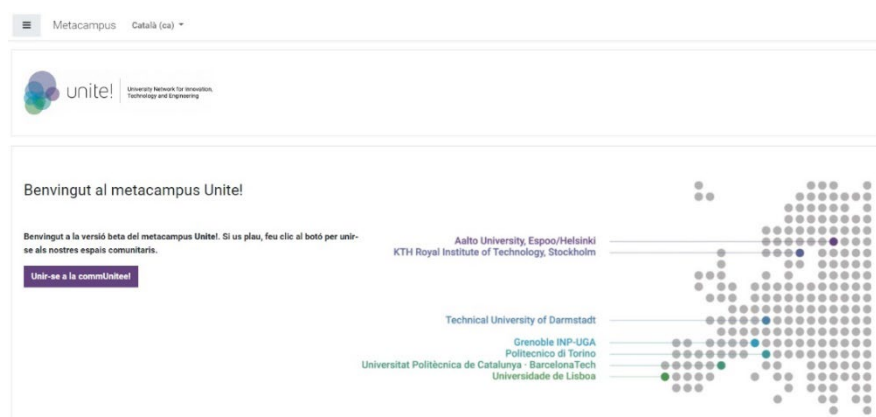 Metacampus Català (ca)
unite! University Network for Innovation,
Technology and Engineering
Benvingut al metacampus Unite!
Benvingut a la versió beta del metacampus Unite!. Si us plau, feu clic al botó per unir-
se als nostres espais comunitaris.
Unir-se a la commUnitee!
Aalto University, Espoo/Helsinki
KTH Royal Institute of Technology, Stockholm
Technical University of Darmstadt
Grenoble INP-UGA
Politecnico di Torino
Universitat Politècnica de Catalunya · BarcelonaTech
Universidade de Lisboa